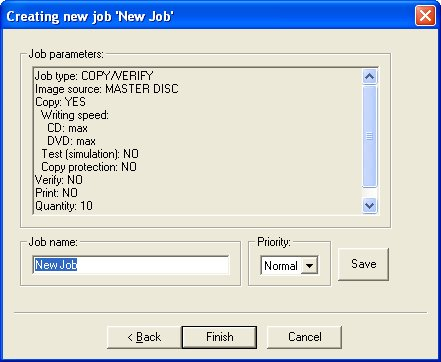 Creating new job 'New Job'
Job parameters:
Job type: COPY/VERIFY
Image source: MASTER DISC
Copy: YES
Writing speed:
CD: max
DVD: max
Test (simulation): NO
Copy protection: NO
Verify: NO
Print: NO
Quantity: 10
Job name:
Priority:
New Job
Normal
Save
< Back
Finish
Cancel